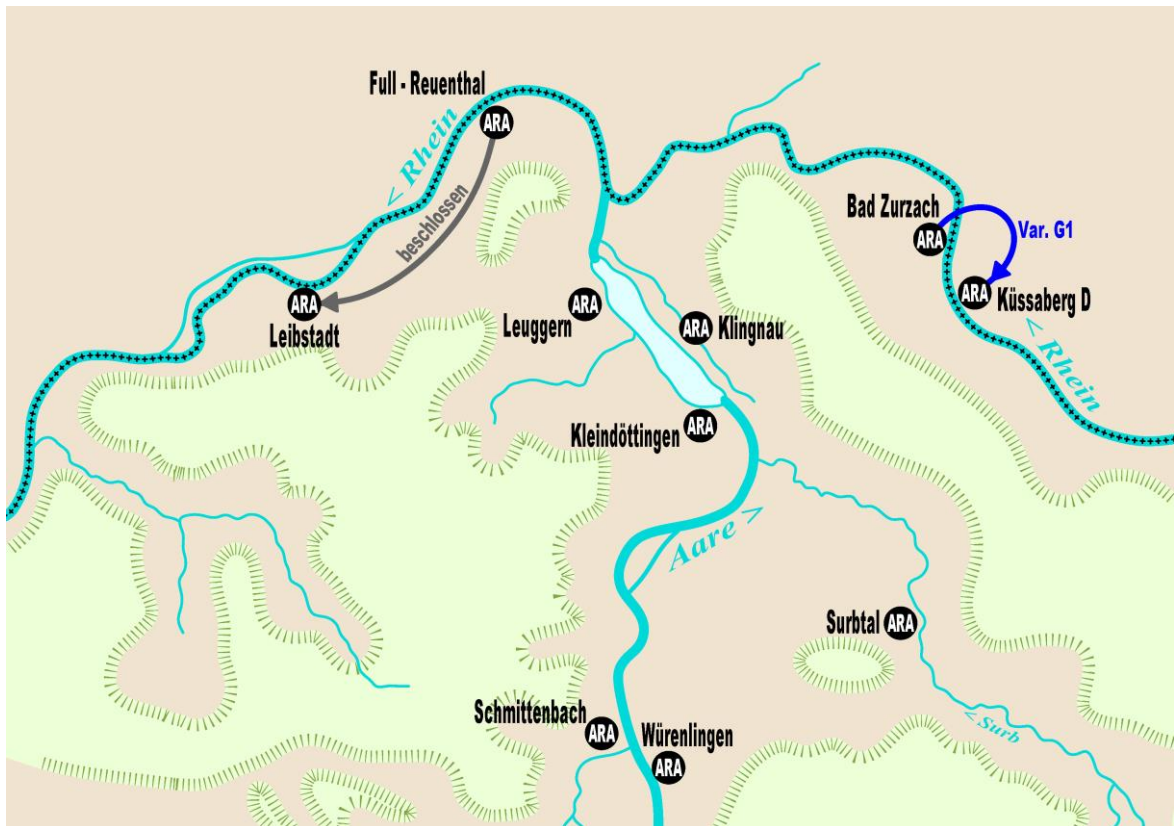 Full - Reuenthal
ARA
< Rhein
beschlossen
Bad Zurzach
ARA
Var. G1
ARA
Küssaberg D
ARA
Leibstadt
ARA
Leuggern
ARA
Klingnau
< Rhein
ARA
Kleindöttingen
Aare >
Surbtal
ARA
Schmittenbach
ARA
Würenlingen
ARA
< Surb